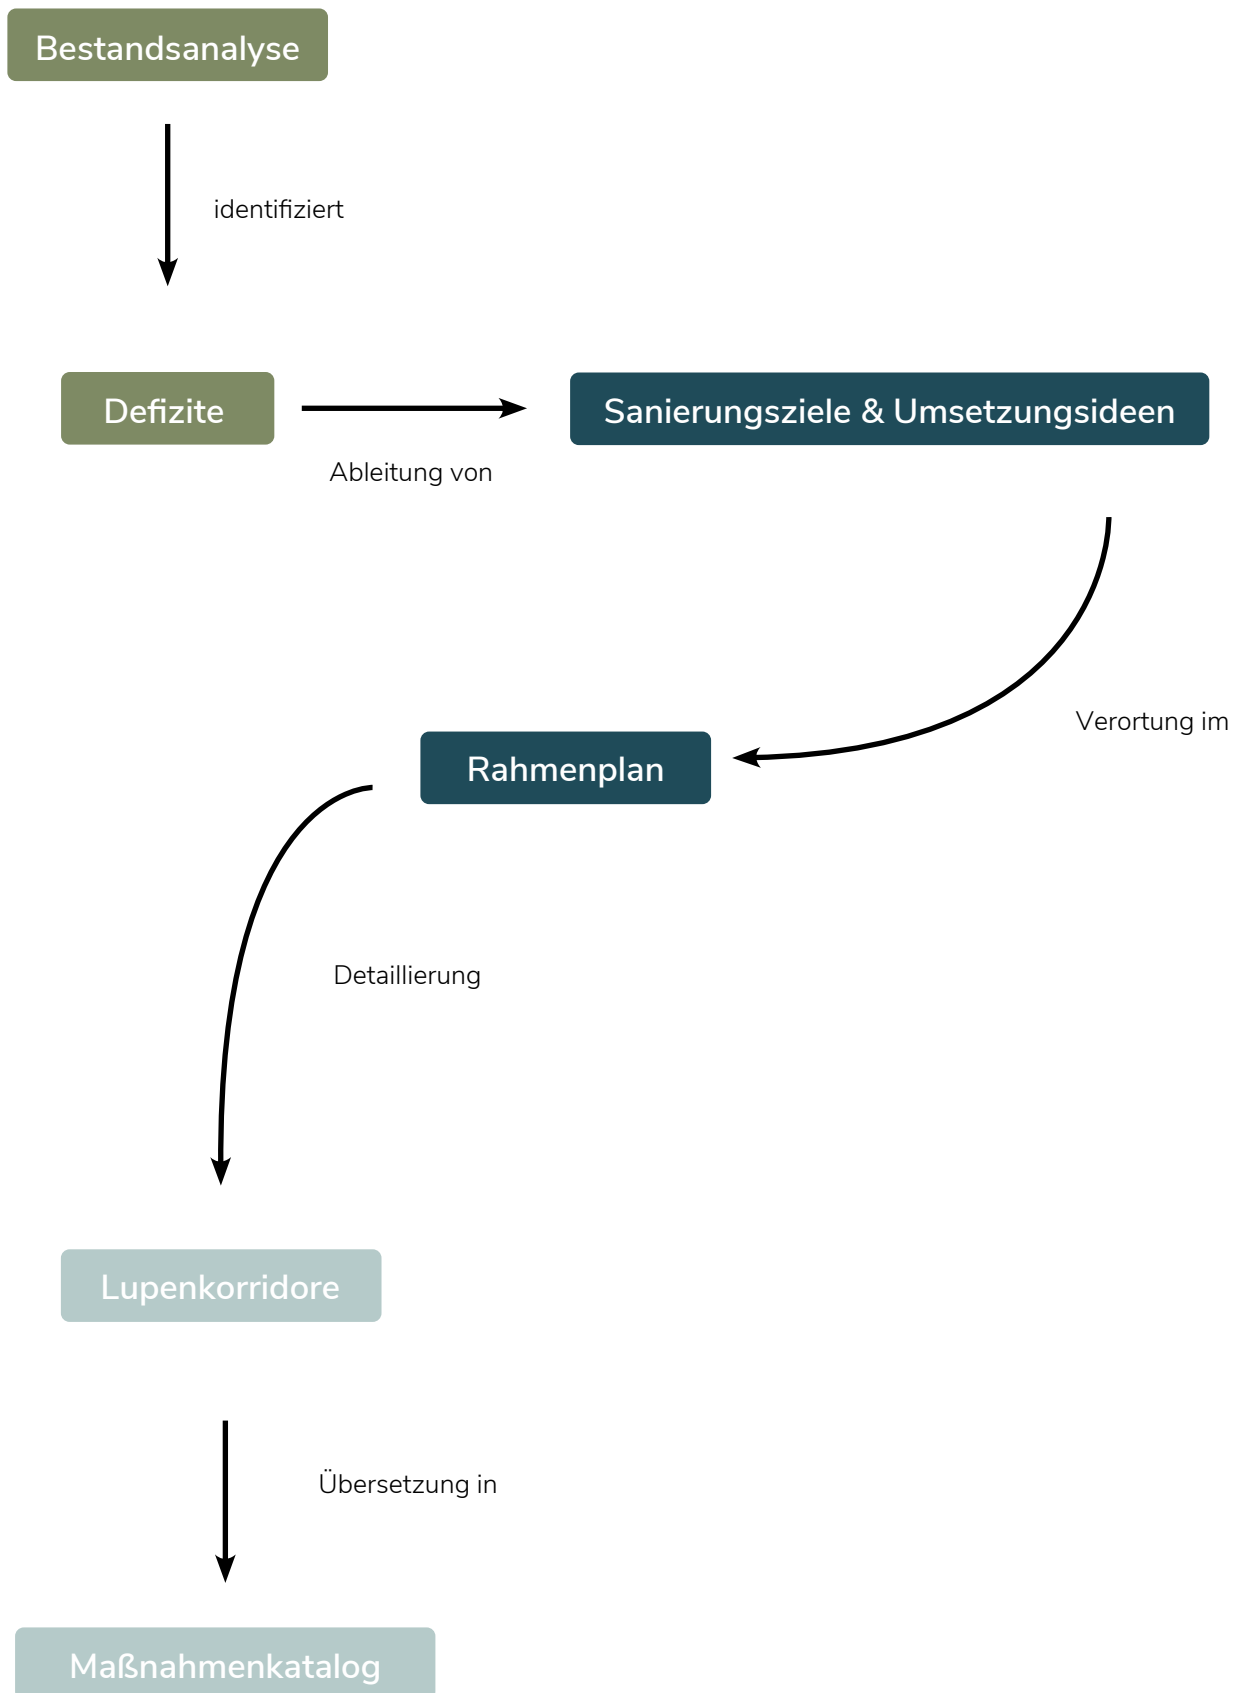 Bestandsanalyse
identifiziert
Defizite
Sanierungsziele & Umsetzungsideen
Ableitung von
Verortung im
Rahmenplan
Detaillierung
Lupenkorridore
Übersetzung in
Maßnahmenkatalog